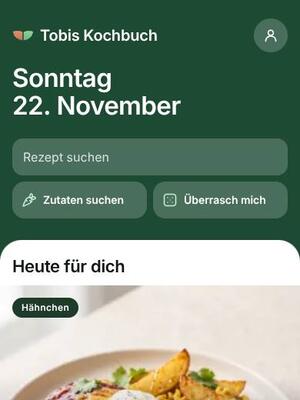 Tobis Kochbuch
Sonntag
22. November
Rezept suchen
Zutaten suchen
Überrasch mich
Heute für dich
Hähnchen